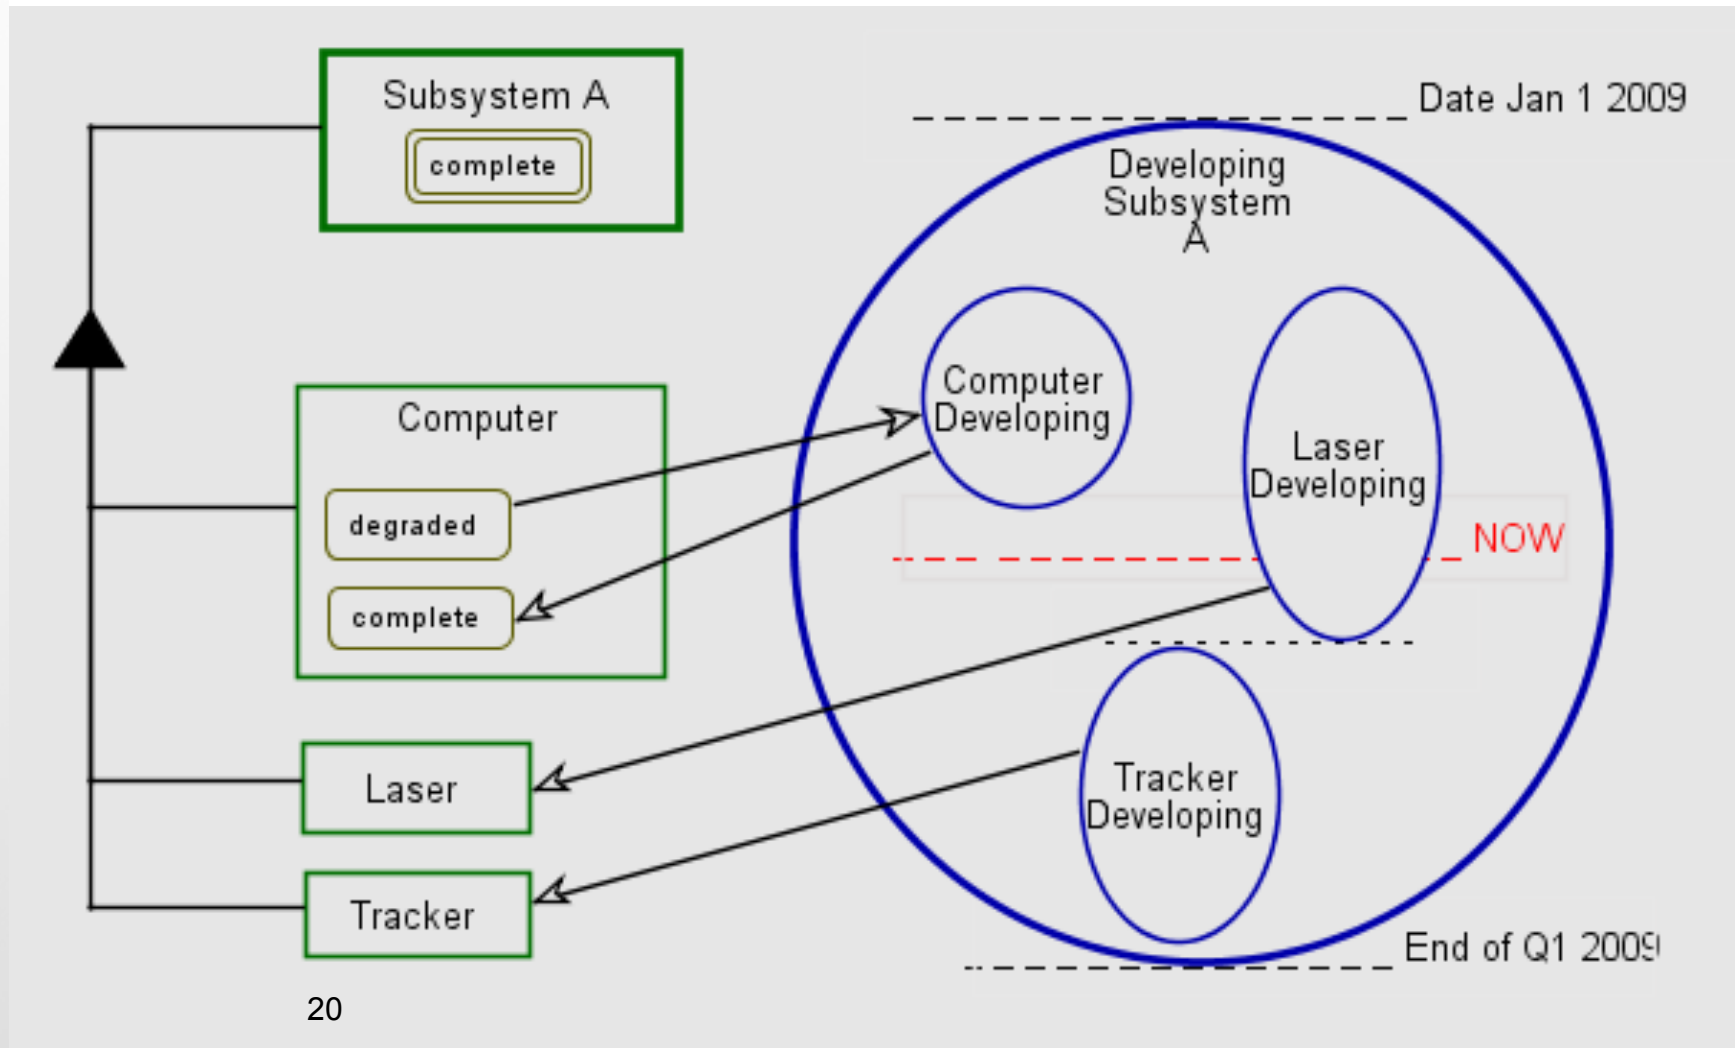 Subsystem A
complete
Date Jan 1 2009
Developing
Subsystem
A
Computer
degraded
complete
Computer
Developing
Laser
Developing
NOW
Laser
Tracker
Developing
Tracker
End of Q1 2009
20